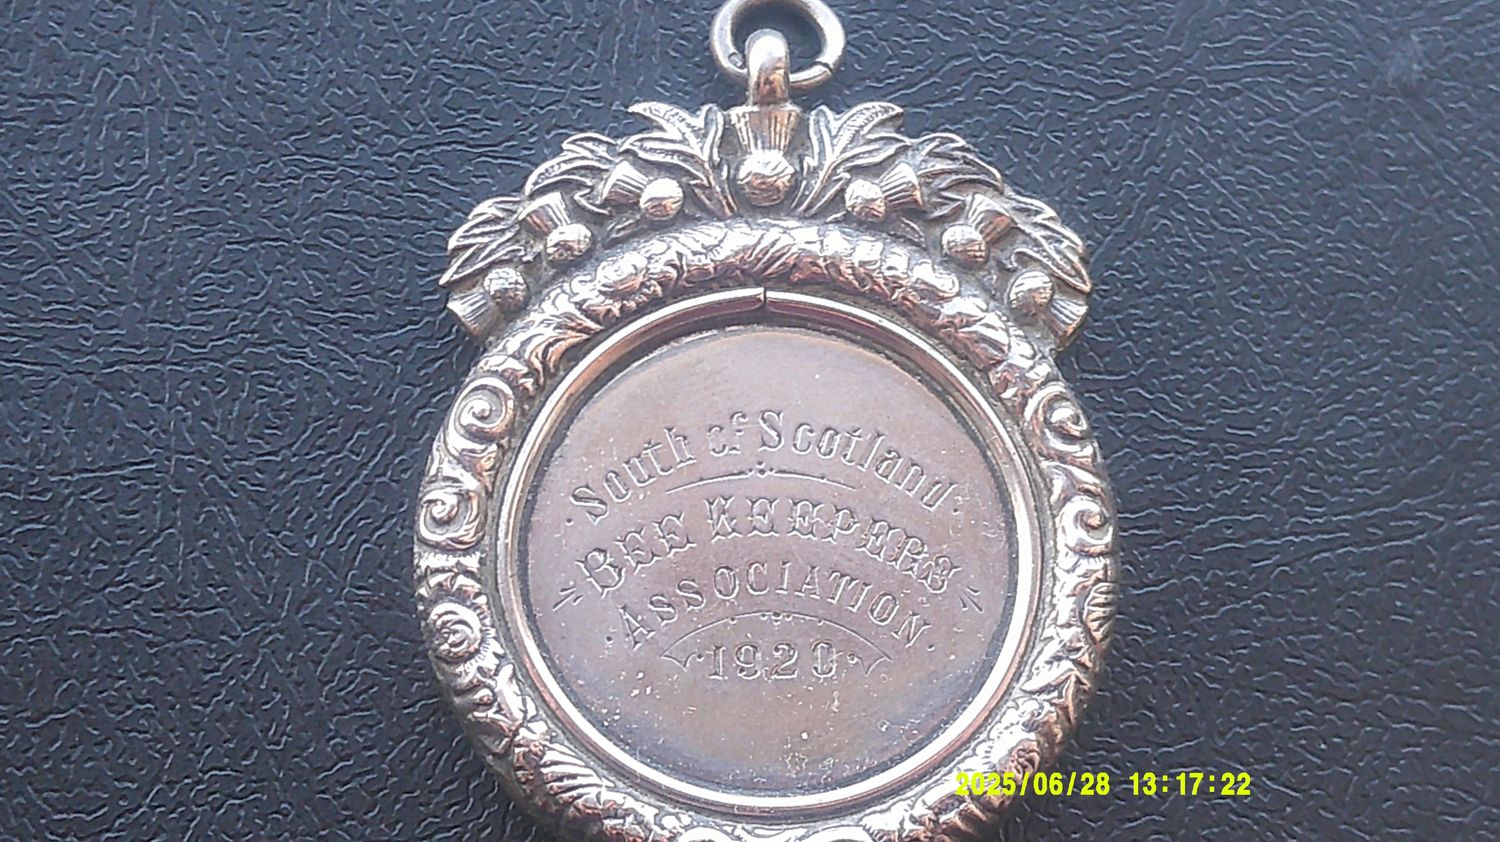 South of Scotland
BEE KEEPERS
ASSOCIATION
1920
2025/06/28 13:17:22